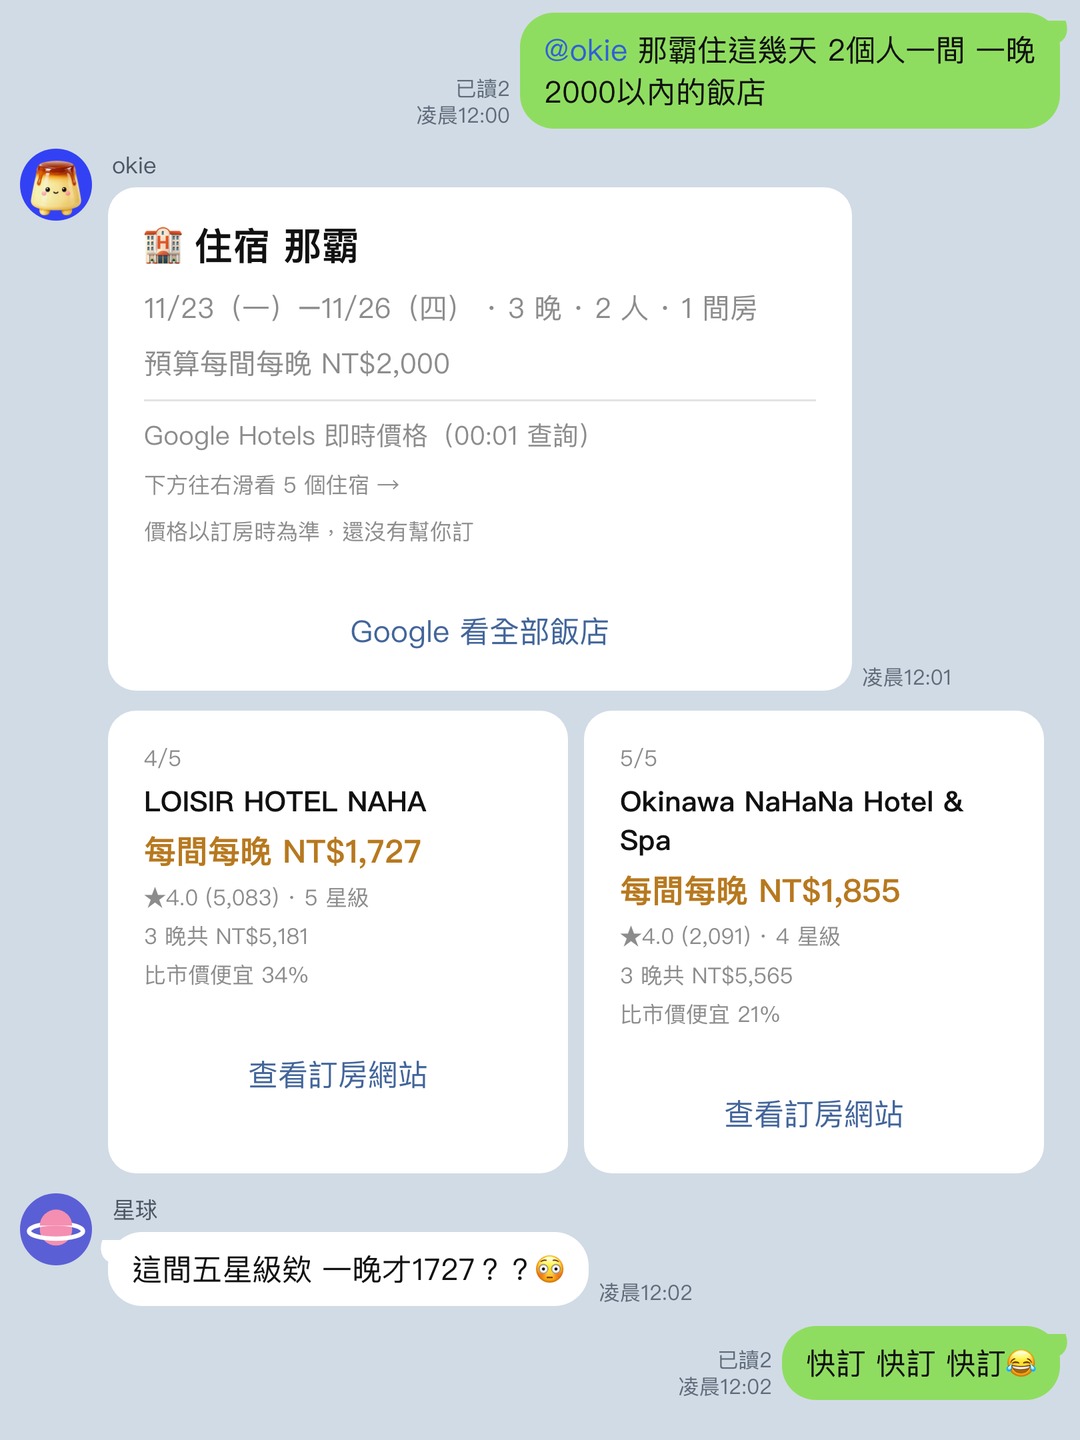 @okie 那霸住這幾天 2個人一間 一晚
2000以內的飯店
已讀2
凌晨12:00
okie
🏨 住宿 那霸
11/23（一）–11/26（四）・3 晚・2 人・1 間房
預算每間每晚 NT$2,000
Google Hotels 即時價格（00:01 查詢）
下方往右滑看 5 個住宿 →
價格以訂房時為準，還沒有幫你訂
Google 看全部飯店
凌晨12:01
4/5
LOISIR HOTEL NAHA
每間每晚 NT$1,727
★4.0 (5,083)・5 星級
3 晚共 NT$5,181
比市價便宜 34%
查看訂房網站
5/5
Okinawa NaHaNa Hotel &
Spa
每間每晚 NT$1,855
★4.0 (2,091)・4 星級
3 晚共 NT$5,565
比市價便宜 21%
查看訂房網站
星球
這間五星級欸 一晚才1727？？😳
凌晨12:02
快訂 快訂 快訂😂
已讀2
凌晨12:02